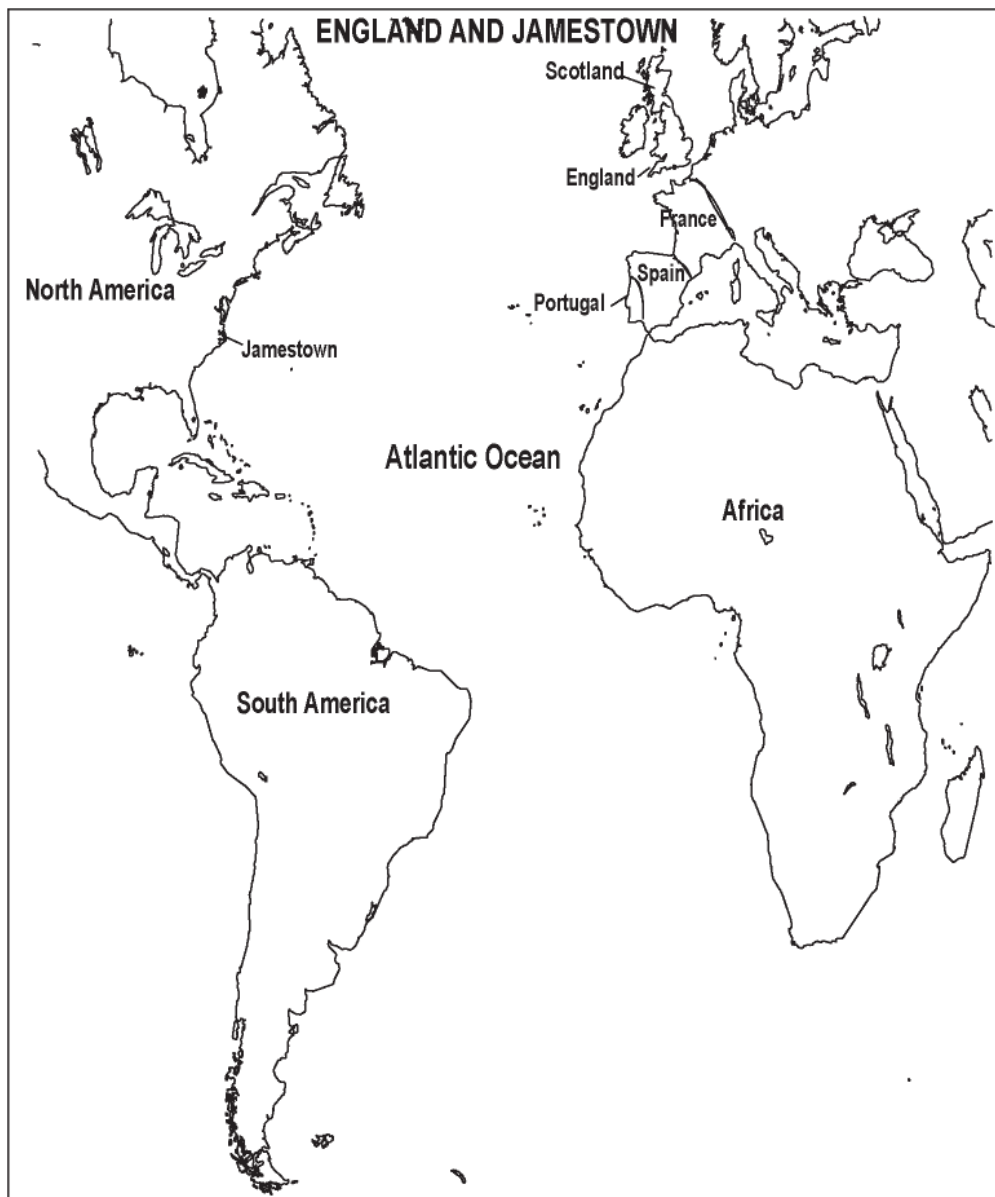 ENGLAND AND JAMESTOWN
Scotland
England
France
North America
Spain
Portugal
Jamestown
Atlantic Ocean
Africa
South America